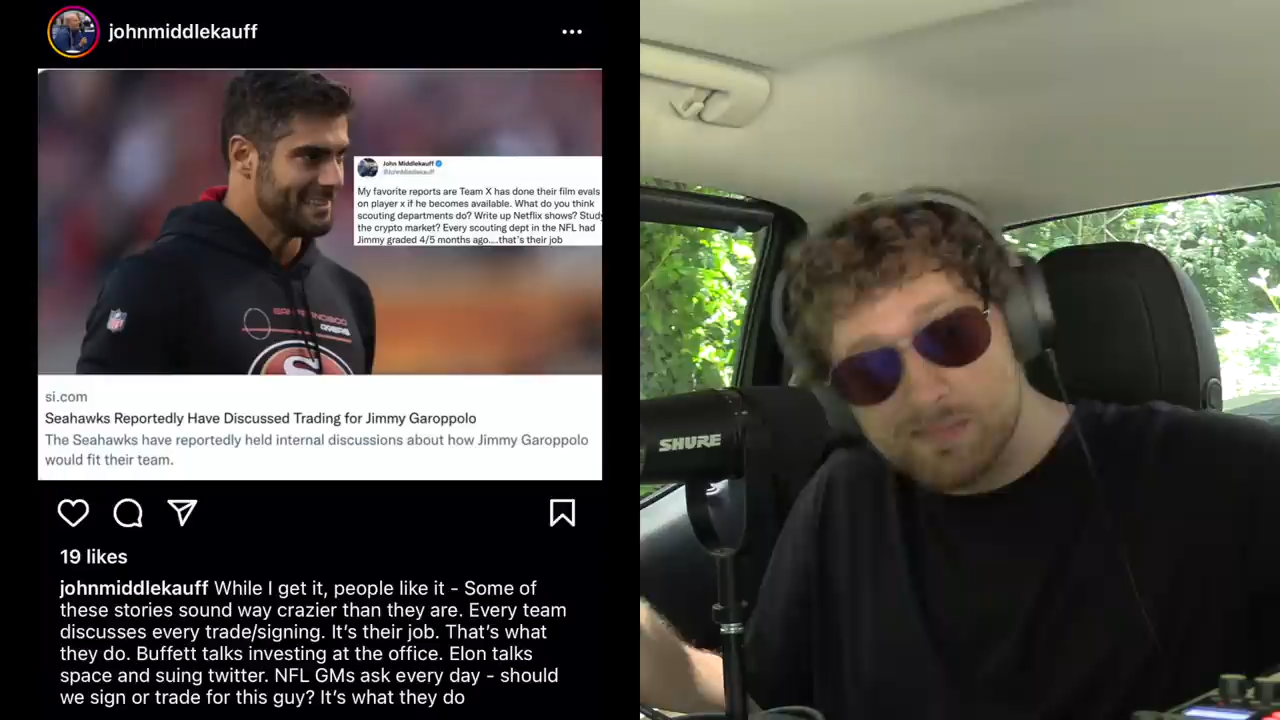 johnmiddlekauff
John Middlekauff
@JohnMiddlekauff
My favorite reports are Team X has done their film evals
on player x if he becomes available. What do you think
scouting departments do? Write up Netflix shows? Study
the crypto market? Every scouting dept in the NFL had
Jimmy graded 4/5 months ago....that's their job
NFL
SAN FRANCISCO
49ERS
si.com
Seahawks Reportedly Have Discussed Trading for Jimmy Garoppolo
The Seahawks have reportedly held internal discussions about how Jimmy Garoppolo
would fit their team.
19 likes
johnmiddlekauff While I get it, people like it - Some of
these stories sound way crazier than they are. Every team
discusses every trade/signing. It's their job. That's what
they do. Buffett talks investing at the office. Elon talks
space and suing twitter. NFL GMs ask every day - should
we sign or trade for this guy? It's what they do
SHURE